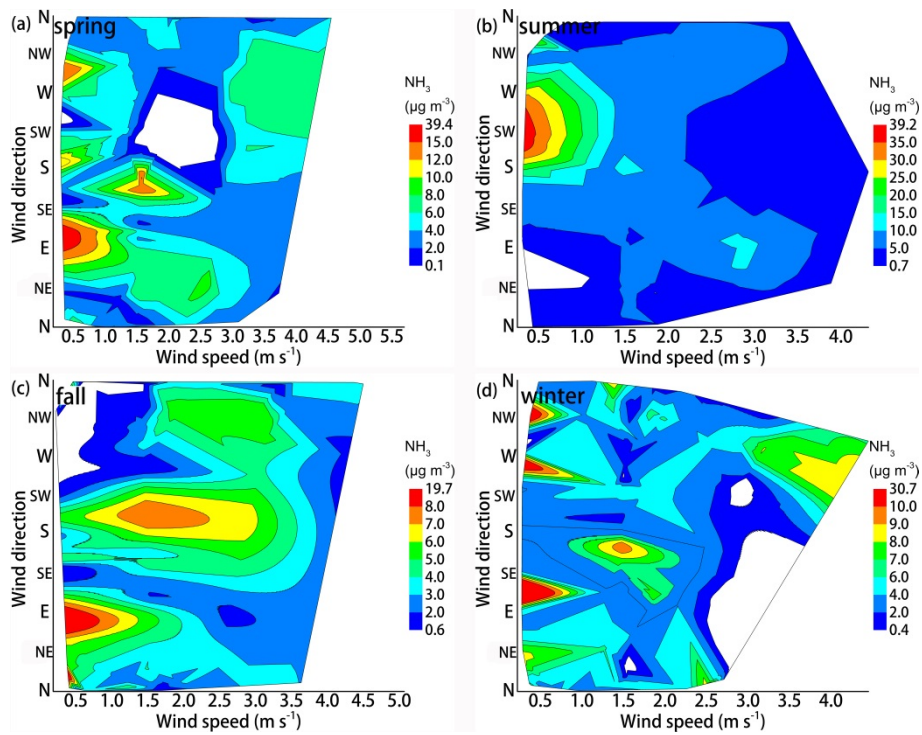 (a) spring
N
NW
W
SW
S
SE
E
NE
N
Wind direction
0.5 1.0 1.5 2.0 2.5 3.0 3.5 4.0 4.5 5.0 5.5
Wind speed (m s⁻¹)
NH₃
(μg m⁻³)
39.4
15.0
10.0
8.0
6.0
4.0
2.0
0.1
(b) summer
N
NW
W
SW
S
SE
E
NE
N
Wind direction
0.5 1.0 1.5 2.0 2.5 3.0 3.5 4.0
Wind speed (m s⁻¹)
NH₃
(μg m⁻³)
39.2
35.0
30.0
25.0
20.0
15.0
10.0
5.0
0.7
(c) fall
N
NW
W
SW
S
SE
E
NE
N
Wind direction
0.5 1.0 1.5 2.0 2.5 3.0 3.5 4.0 4.5 5.0
Wind speed (m s⁻¹)
NH₃
(μg m⁻³)
19.7
8.0
7.0
6.0
5.0
4.0
3.0
2.0
0.6
(d) winter
N
NW
W
SW
S
SE
E
NE
N
Wind direction
0.5 1.0 1.5 2.0 2.5 3.0 3.5 4.0
Wind speed (m s⁻¹)
NH₃
(μg m⁻³)
30.7
10.0
9.0
8.0
7.0
6.0
4.0
2.0
0.4